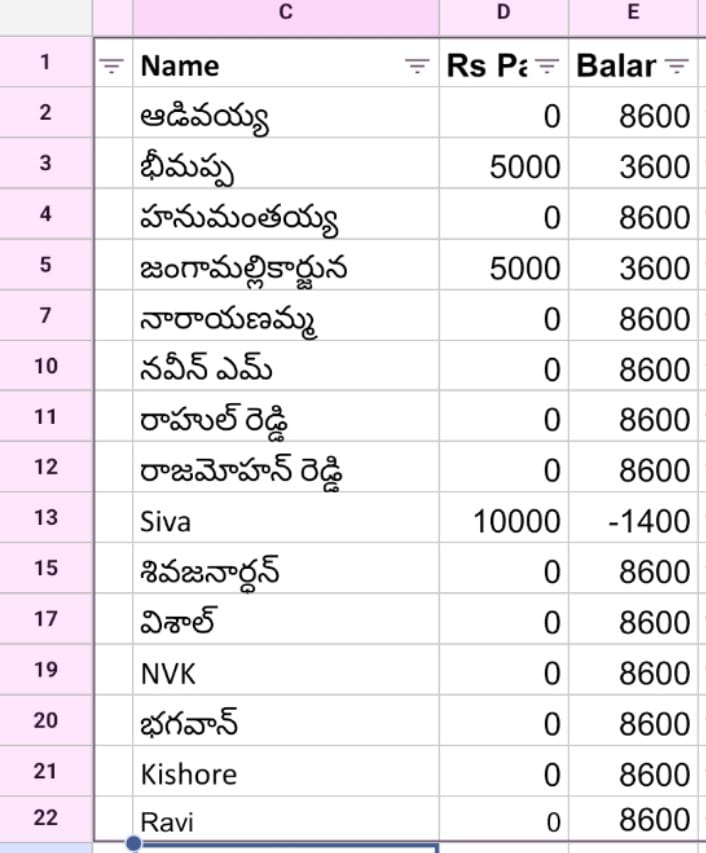 C D E
1 Name Rs Pa Balar
2 ఆడివయ్య 0 8600
3 భీమప్ప 5000 3600
4 హనుమంతయ్య 0 8600
5 జంగామల్లికార్జున 5000 3600
7 నారాయణమ్మ 0 8600
10 నవీన్ ఎమ్ 0 8600
11 రాహుల్ రెడ్డి 0 8600
12 రాజమోహన్ రెడ్డి 0 8600
13 Siva 10000 -1400
15 శివజనార్ధన్ 0 8600
17 విశాల్ 0 8600
19 NVK 0 8600
20 భగవాన్ 0 8600
21 Kishore 0 8600
22 Ravi 0 8600